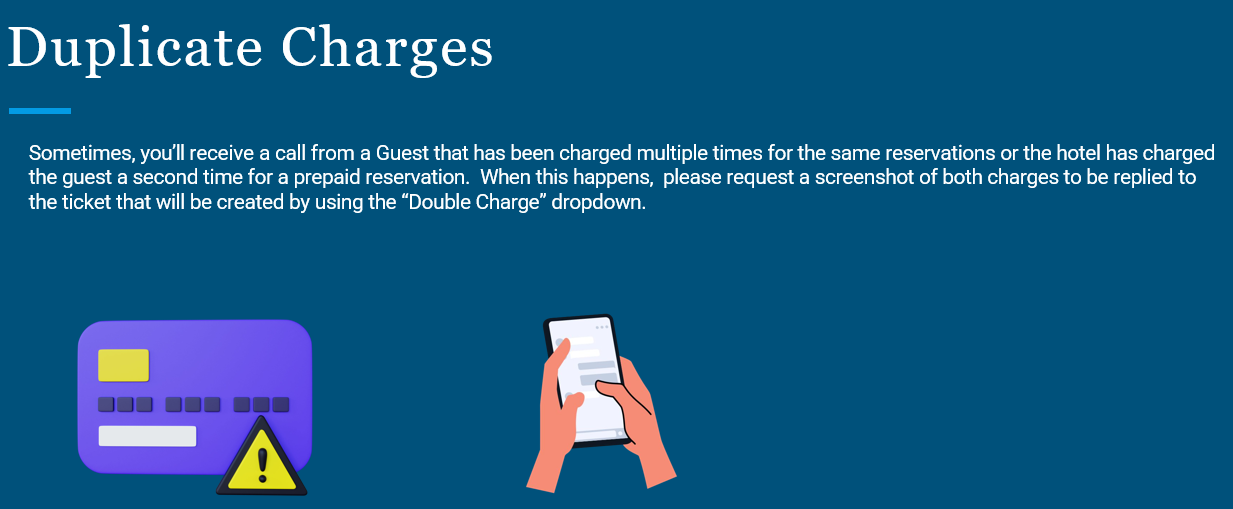 Duplicate Charges
Sometimes, you’ll receive a call from a Guest that has been charged multiple times for the same reservations or the hotel has charged
the guest a second time for a prepaid reservation.  When this happens,  please request a screenshot of both charges to be replied to
the ticket that will be created by using the “Double Charge” dropdown.